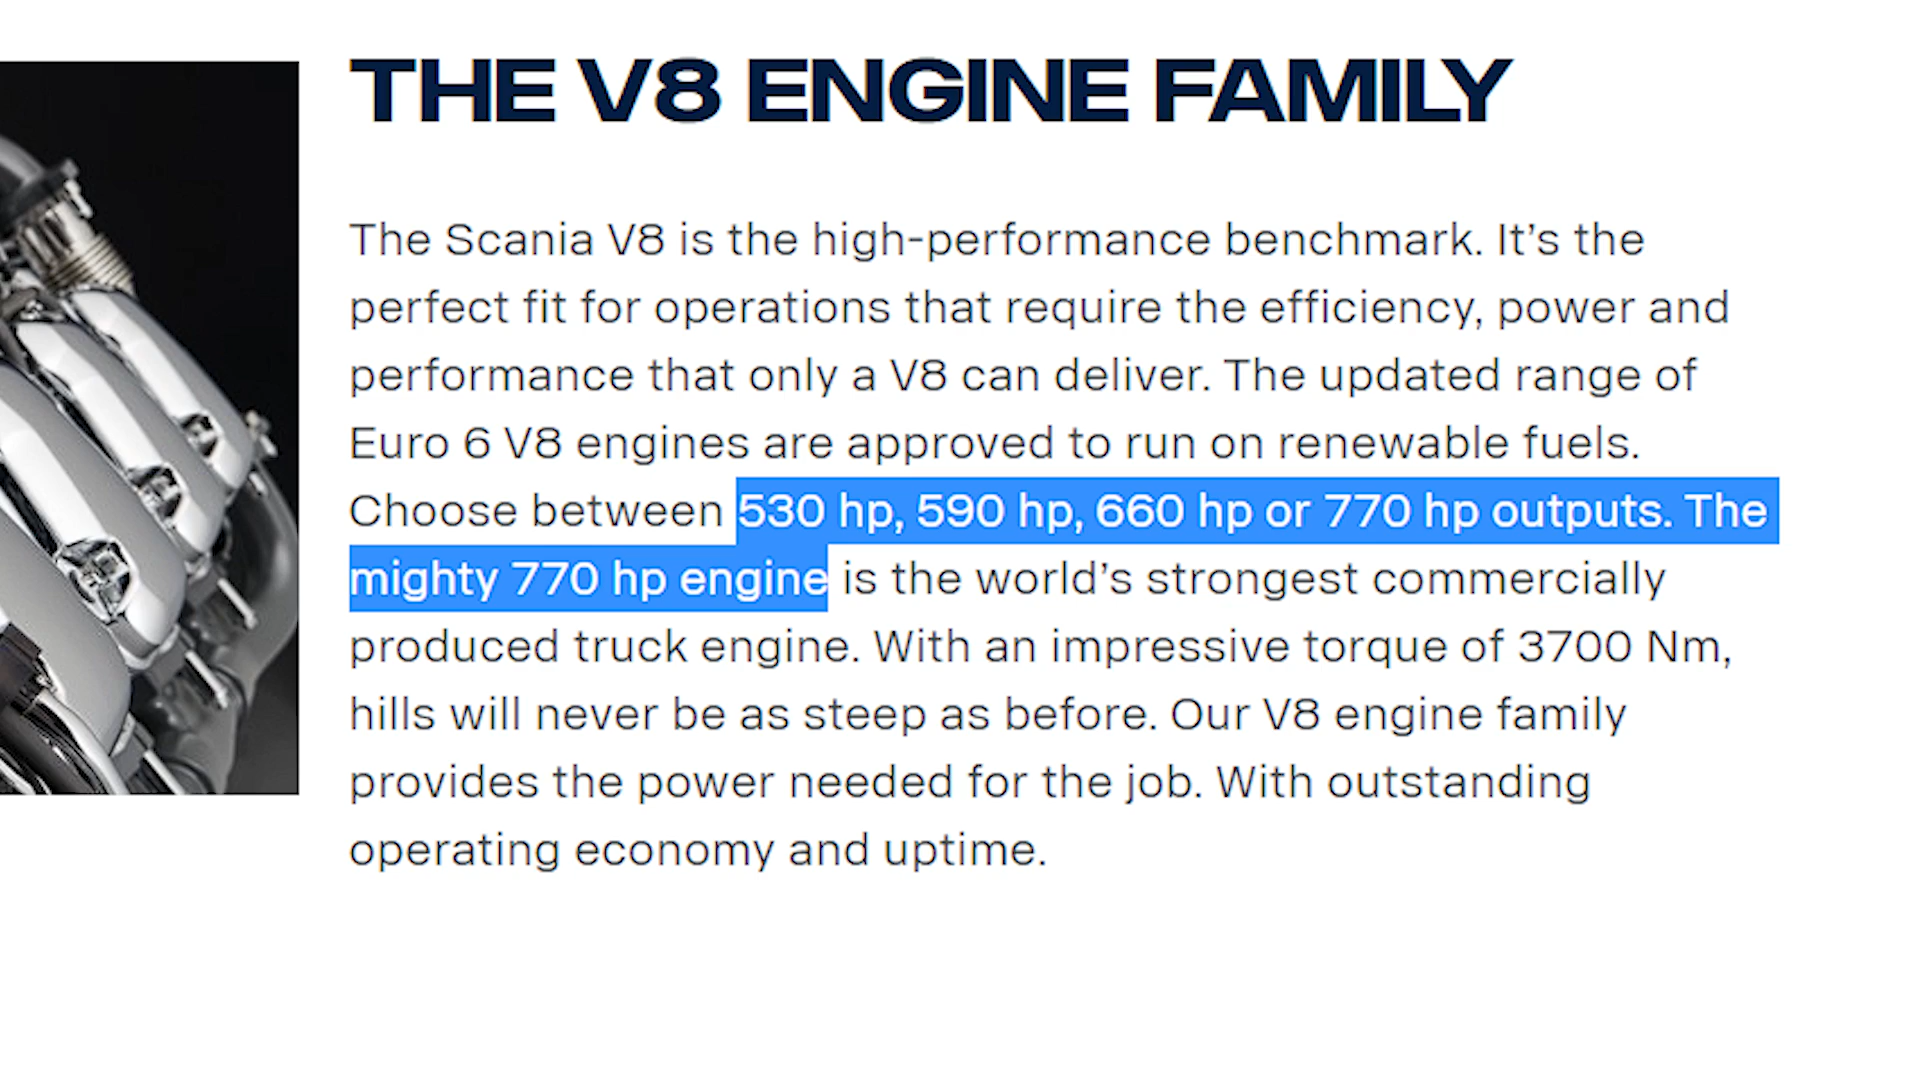 THE V8 ENGINE FAMILY
The Scania V8 is the high-performance benchmark. It’s the
perfect fit for operations that require the efficiency, power and
performance that only a V8 can deliver. The updated range of
Euro 6 V8 engines are approved to run on renewable fuels.
Choose between 530 hp, 590 hp, 660 hp or 770 hp outputs. The
mighty 770 hp engine is the world’s strongest commercially
produced truck engine. With an impressive torque of 3700 Nm,
hills will never be as steep as before. Our V8 engine family
provides the power needed for the job. With outstanding
operating economy and uptime.